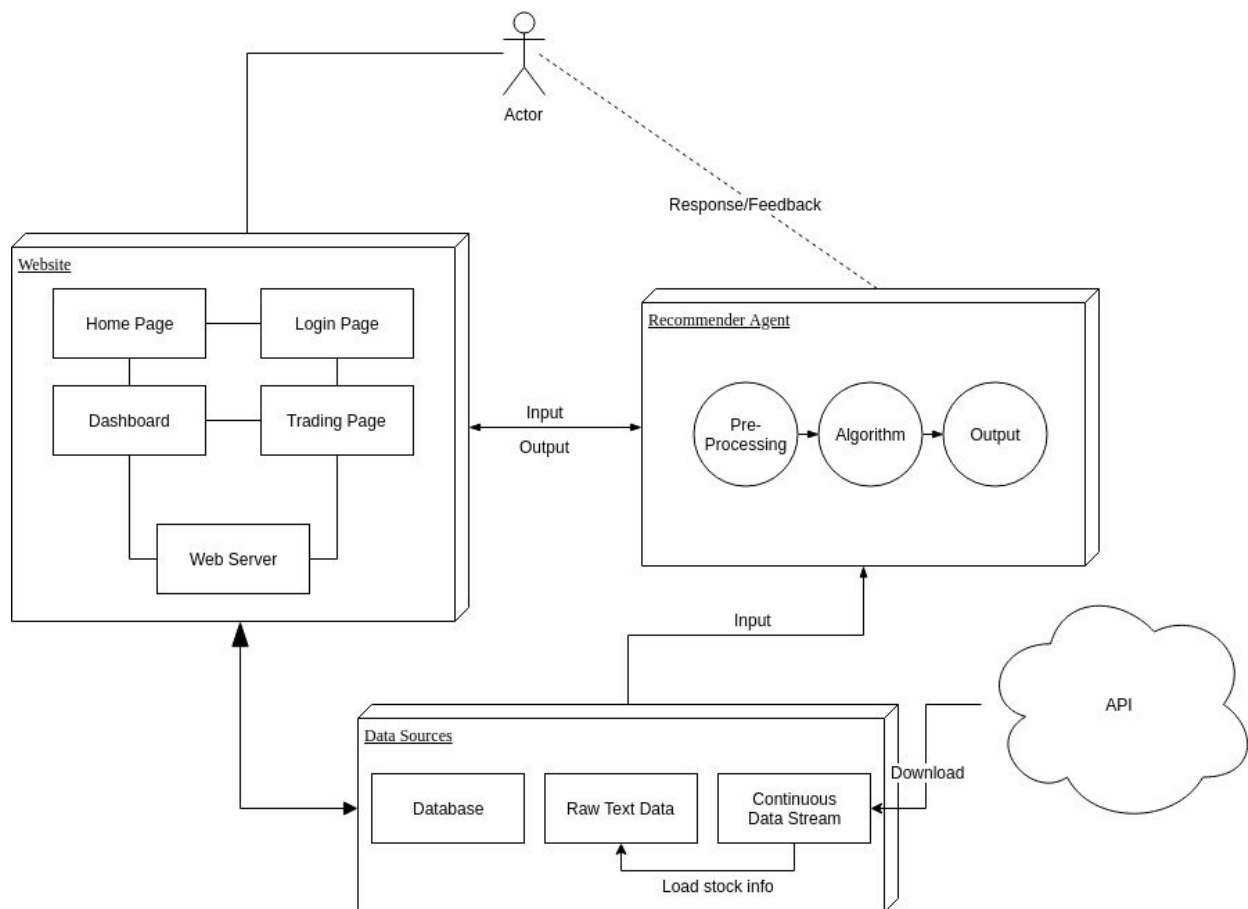 Actor
Response/Feedback
Website
Home Page
Login Page
Dashboard
Trading Page
Web Server
Input
Output
Recommender Agent
Pre-
Processing
Algorithm
Output
Input
API
Data Sources
Download
Database
Raw Text Data
Continuous
Data Stream
Load stock info